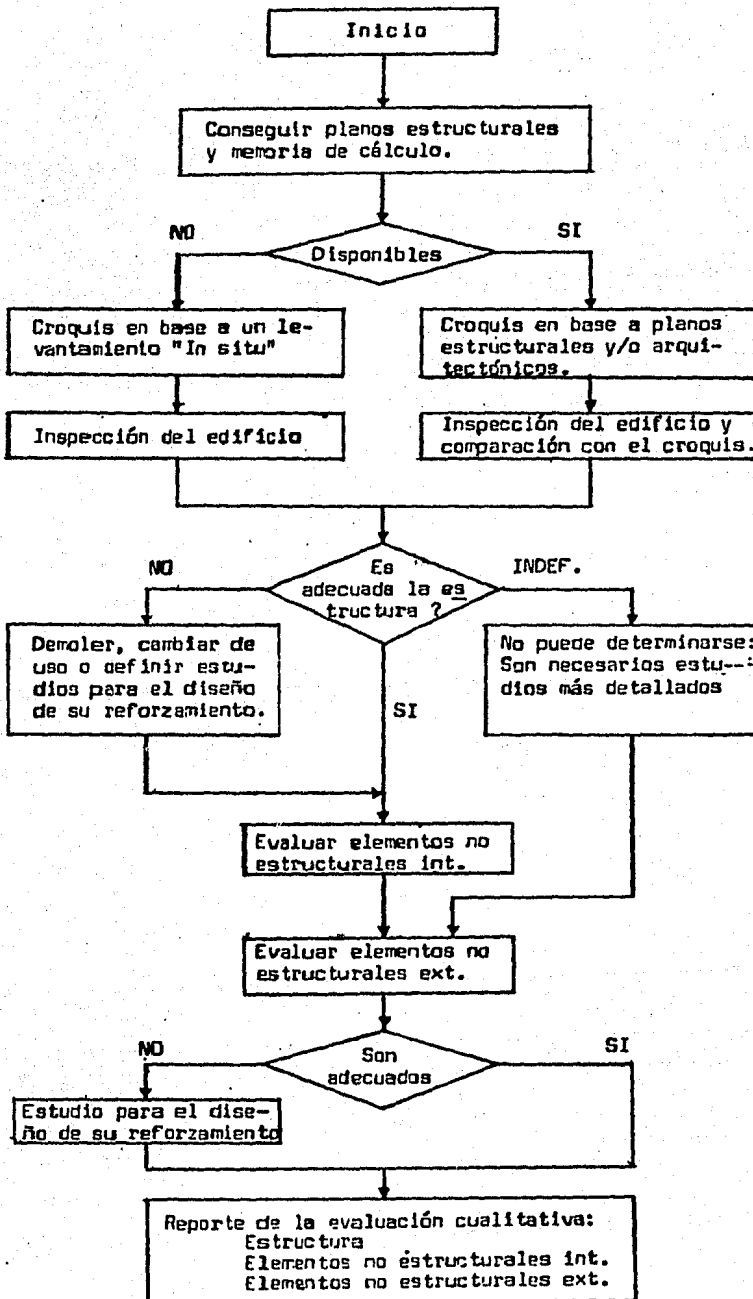 Inicio
Conseguir planos estructurales
y memoria de cálculo.
NO
SI
Disponibles
Croquis en base a un le-
vantamiento "In situ"
Croquis en base a planos
estructurales y/o arqui-
tectónicos.
Inspección del edificio
Inspección del edificio y
comparación con el croquis.
NO
INDEF.
Es
adecuada la es
tructura ?
Demoler, cambiar de
uso o definir estu-
dios para el diseño
de su reforzamiento.
SI
No puede determinarse:
Son necesarios estu--
dios más detallados
Evaluar elementos no
estructurales int.
Evaluar elementos no
estructurales ext.
NO
SI
Son
adecuados
Estudio para el dise-
ño de su reforzamiento
Reporte de la evaluación cualitativa:
Estructura
Elementos no éstructurales int.
Elementos no estructurales ext.